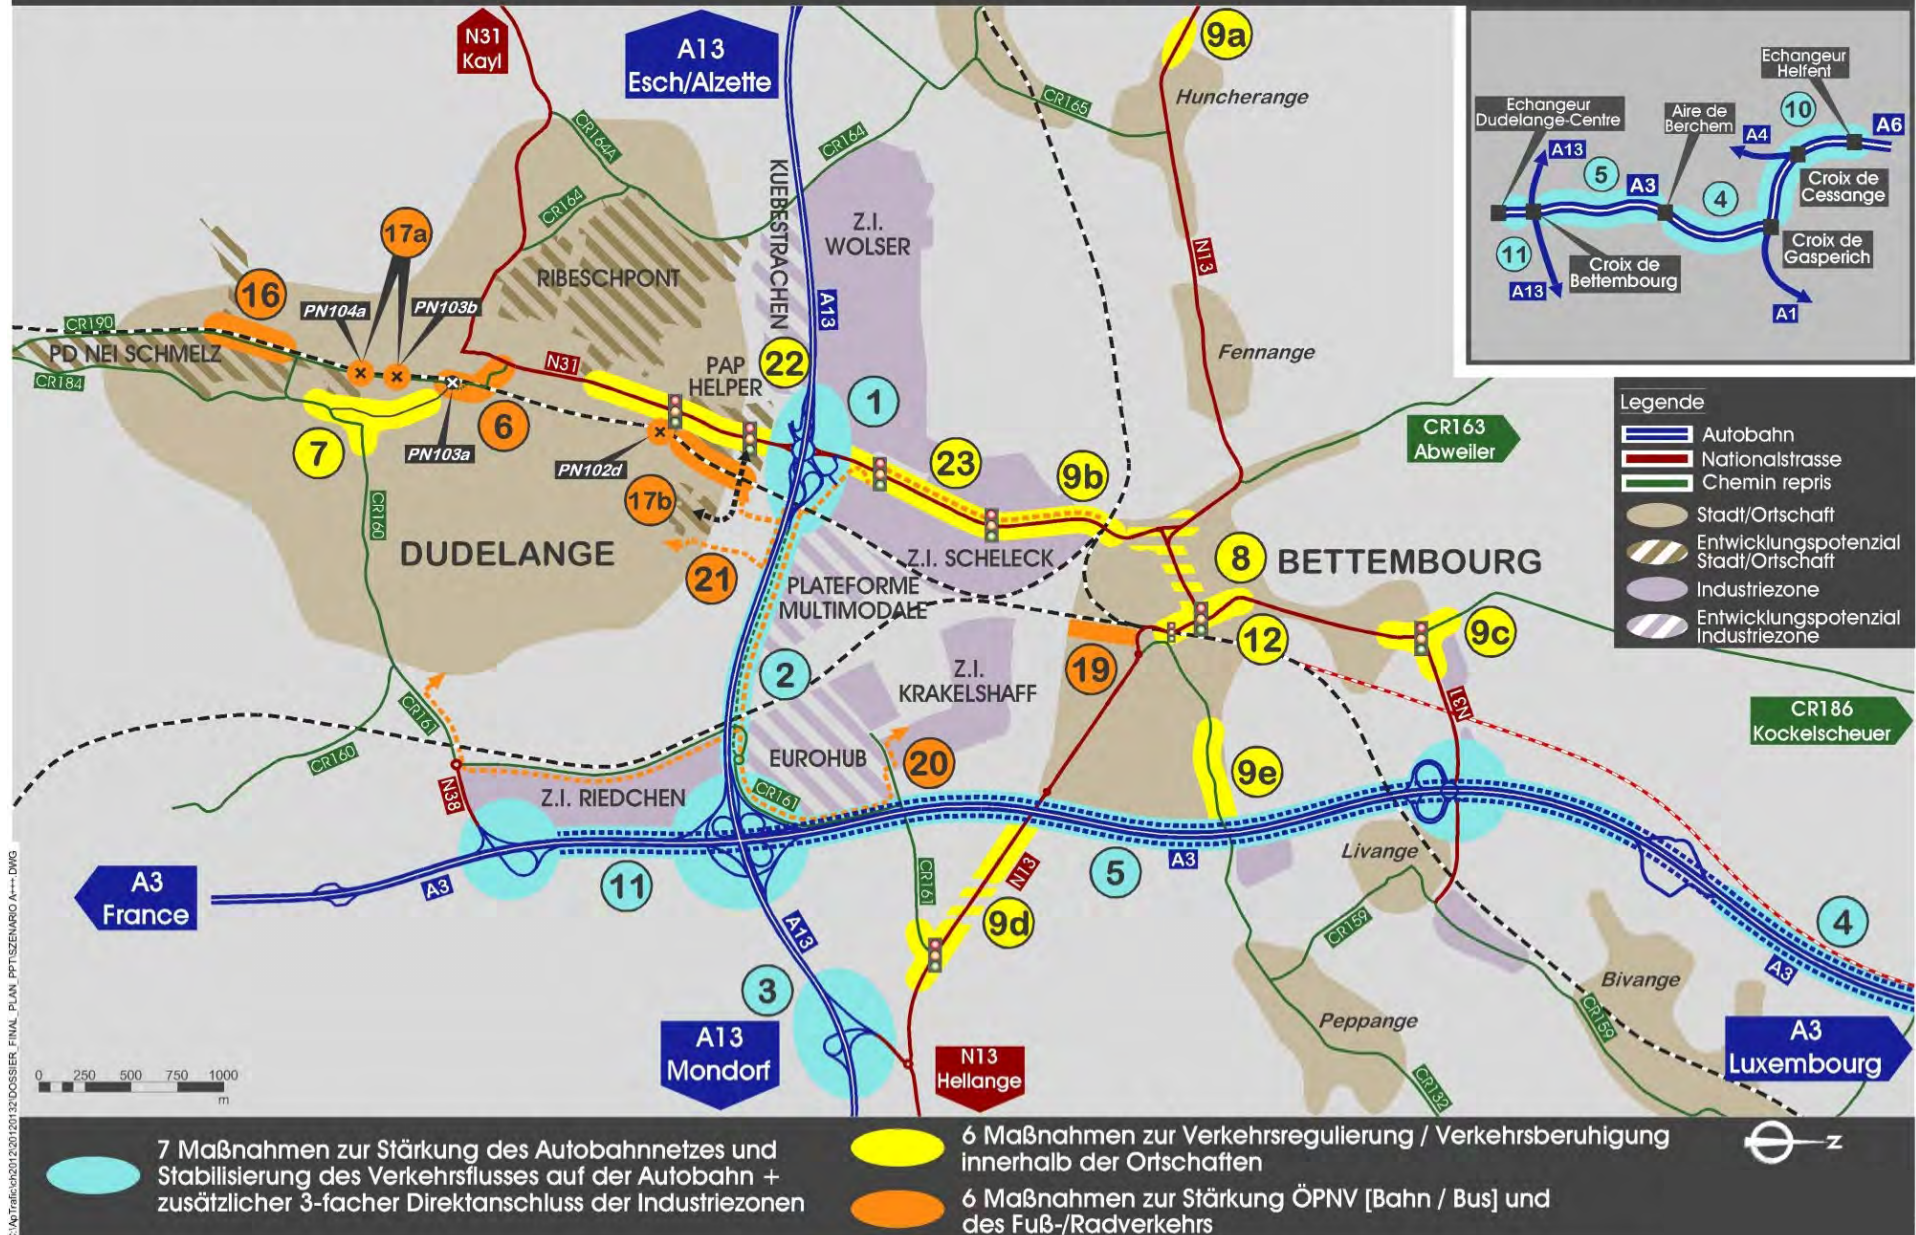 N31
Kayl
A13
Esch/Alzette
9a
Huncherange
CR165
CR164A
CR164
CR164
KUEBESTRACHEN
Z.I.
WOLSER
N13
A13
17a
16
PN104a
PN103b
RIBESCHPONT
CR190
PD NEI SCHMELZ
CR184
N31
PAP
HELPER
22
1
Fennange
7
6
PN103a
PN102d
17b
23
9b
CR163
Abweiler
CR160
DUDELANGE
21
Z.I. SCHELECK
PLATEFORME
MULTIMODALE
8
BETTEMBOURG
12
9c
19
2
Z.I.
KRAKELSHAFF
N31
CR161
CR160
EUROHUB
20
9e
CR186
Kockelscheuer
N38
Z.I. RIEDCHEN
CR161
A3
France
A3
11
CR161
N13
5
A3
Livange
9d
A13
CR159
4
A3
3
Bivange
Peppange
CR159
A13
Mondorf
N13
Hellange
CR132
A3
Luxembourg
0 250 500 750 1000
m
Echangeur
Helfent
Echangeur
Dudelange-Centre
Aire de
Berchem
10
A4
A6
A13
5
A3
4
Croix de
Cessange
11
Croix de
Bettembourg
Croix de
Gasperich
A13
A1
Legende
Autobahn
Nationalstrasse
Chemin repris
Stadt/Ortschaft
Entwicklungspotenzial
Stadt/Ortschaft
Industriezone
Entwicklungspotenzial
Industriezone
7 Maßnahmen zur Stärkung des Autobahnnetzes und
Stabilisierung des Verkehrsflusses auf der Autobahn +
zusätzlicher 3-facher Direktanschluss der Industriezonen
6 Maßnahmen zur Verkehrsregulierung / Verkehrsberuhigung
innerhalb der Ortschaften
6 Maßnahmen zur Stärkung ÖPNV [Bahn / Bus] und
des Fuß-/Radverkehrs
Z